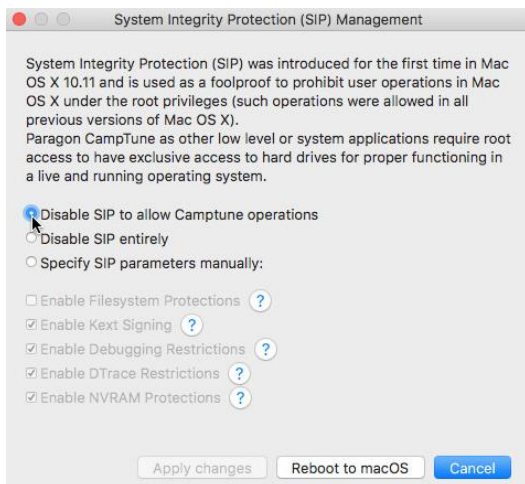 System Integrity Protection (SIP) Management
System Integrity Protection (SIP) was introduced for the first time in Mac
OS X 10.11 and is used as a foolproof to prohibit user operations in Mac
OS X under the root privileges (such operations were allowed in all
previous versions of Mac OS X).
Paragon CampTune as other low level or system applications require root
access to have exclusive access to hard drives for proper functioning in
a live and running operating system.
Disable SIP to allow Camptune operations
Disable SIP entirely
Specify SIP parameters manually:
Enable Filesystem Protections ?
Enable Kext Signing ?
Enable Debugging Restrictions ?
Enable DTrace Restrictions ?
Enable NVRAM Protections ?
Apply changes Reboot to macOS Cancel